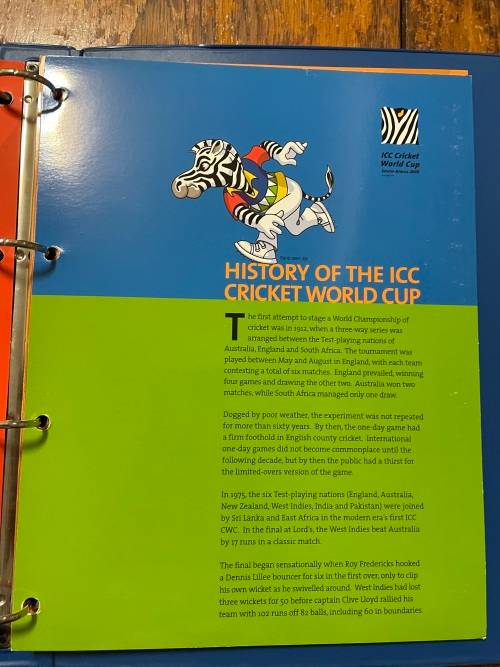 ICC Cricket
World Cup
South Africa 2003
HISTORY OF THE ICC
CRICKET WORLD CUP
The first attempt to stage a World Championship of
cricket was in 1912, when a three-way series was
arranged between the Test-playing nations of
Australia, England and South Africa. The tournament was
played between May and August in England, with each team
contesting a total of six matches. England prevailed, winning
four games and drawing the other two. Australia won two
matches, while South Africa managed only one draw.
Dogged by poor weather, the experiment was not repeated
for more than sixty years. By then, the one-day game had
a firm foothold in English county cricket. International
one-day games did not become commonplace until the
following decade, but by then the public had a thirst for
the limited-overs version of the game.
In 1975, the six Test-playing nations (England, Australia,
New Zealand, West Indies, India and Pakistan) were joined
by Sri Lanka and East Africa in the modern era's first ICC
CWC. In the final at Lord's, the West Indies beat Australia
by 17 runs in a classic match.
The final began sensationally when Roy Fredericks hooked
a Dennis Lillee bouncer for six in the first over, only to clip
his own wicket as he swivelled around. West Indies had lost
three wickets for 50 before captain Clive Lloyd rallied his
team with 102 runs off 82 balls, including 60 in boundaries.